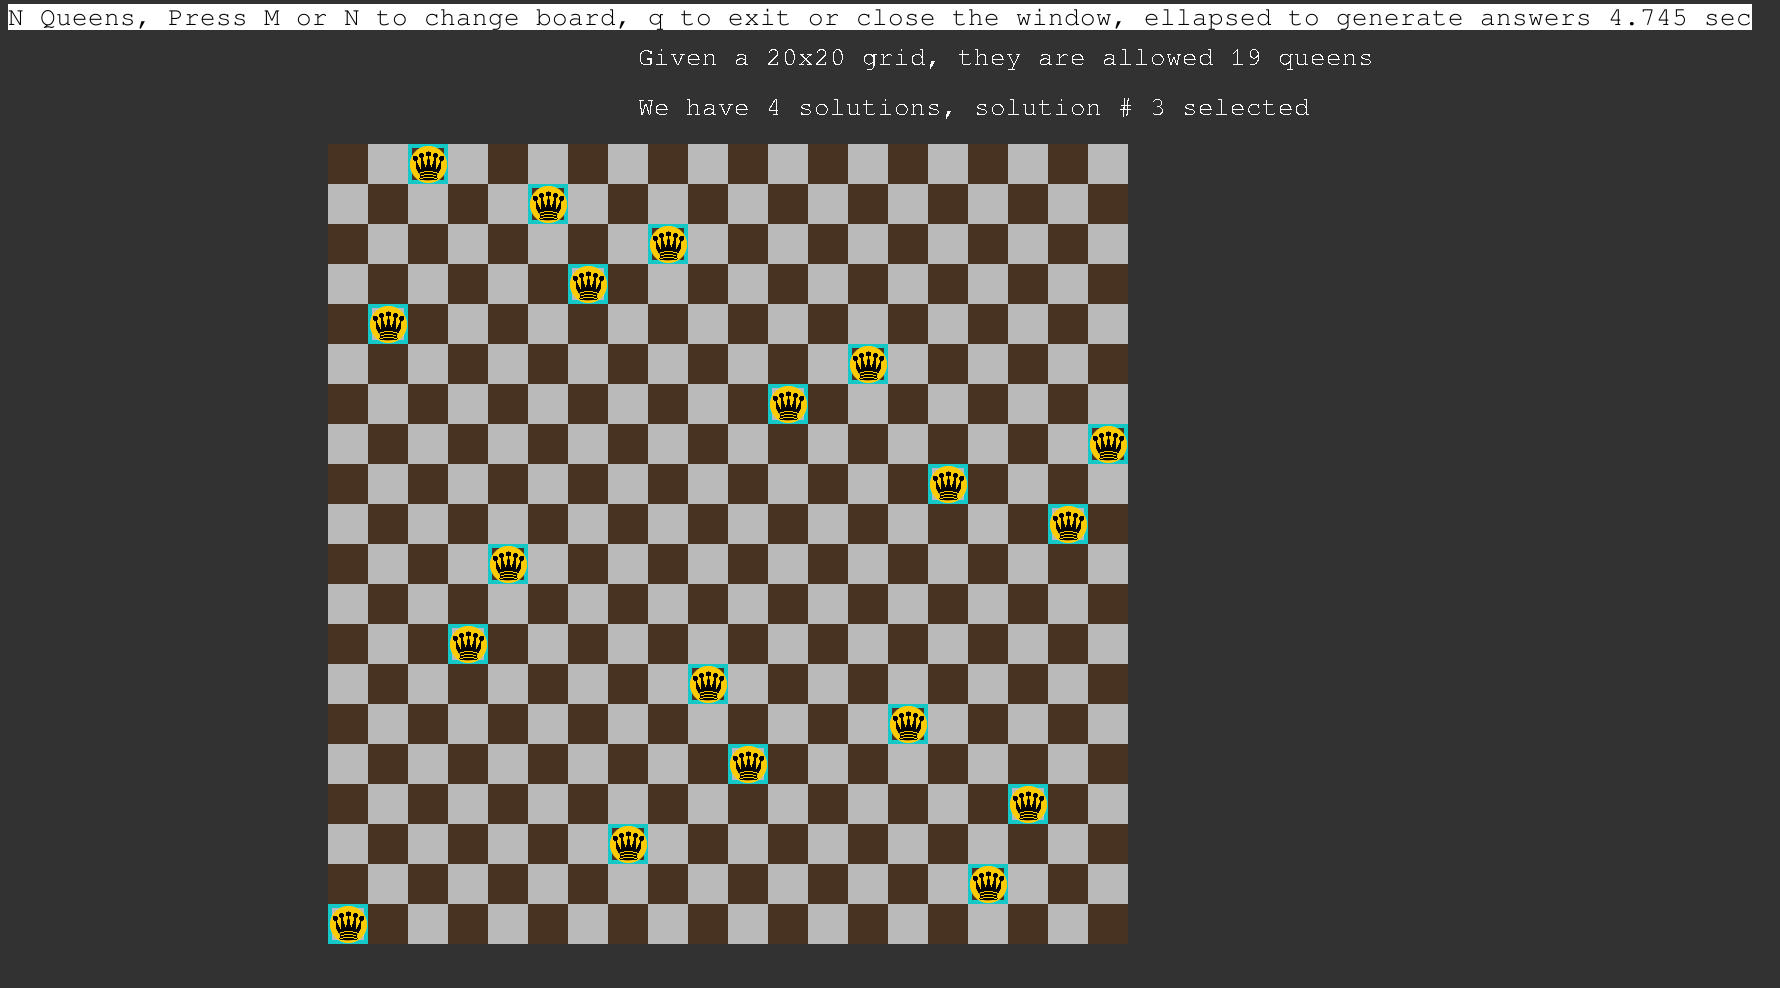 N Queens, Press M or N to change board, q to exit or close the window, ellapsed to generate answers 4.745 sec
Given a 20x20 grid, they are allowed 19 queens
We have 4 solutions, solution # 3 selected